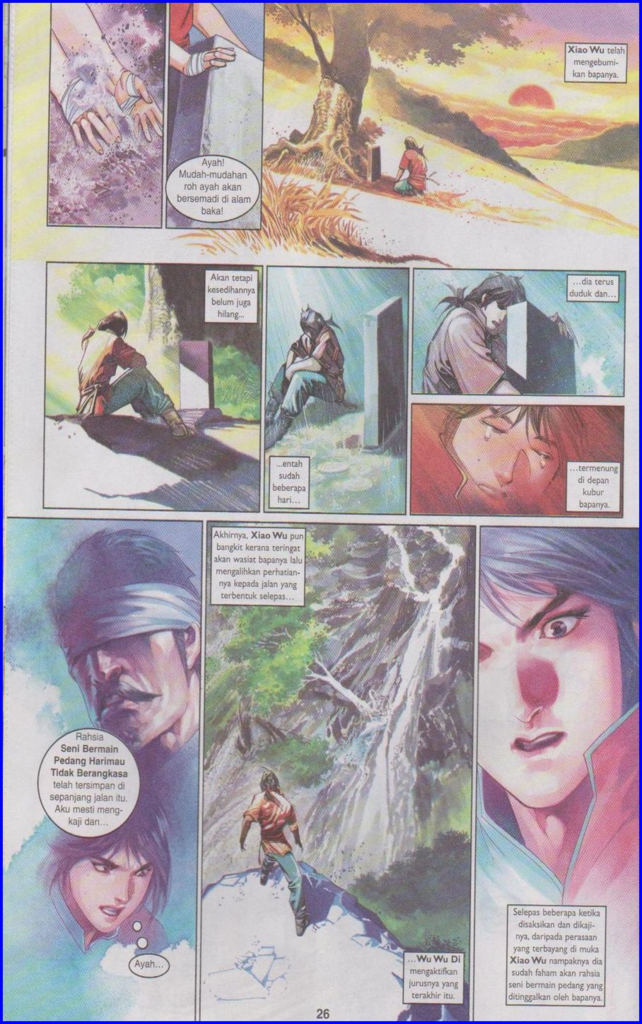 Ayah!
Mudah-mudahan
roh ayah akan
bersemadi di alam
baka!
Xiao Wu telah
mengebumi-
kan bapanya.
Akan tetapi
kesedihannya
belum juga
hilang...
...entah
sudah
beberapa
hari...
...dia terus
duduk dan...
...termenung
di depan
kubur
bapanya.
Rahsia
Seni Bermain
Pedang Harimau
Tidak Berangkasa
telah tersimpan di
sepanjang jalan itu.
Aku mesti meng-
kaji dan...
Ayah...
Akhirnya, Xiao Wu pun
bangkit kerana teringat
akan wasiat bapanya lalu
mengalihkan perhatian-
nya kepada jalan yang
terbentuk selepas...
...Wu Wu Di
mengaktifkan
jurusnya yang
terakhir itu.
Selepas beberapa ketika
disaksikan dan dikaji-
nya, daripada perasaan
yang terbayang di muka
Xiao Wu nampaknya dia
sudah faham akan rahsia
seni bermain pedang yang
ditinggalkan oleh bapanya.
26